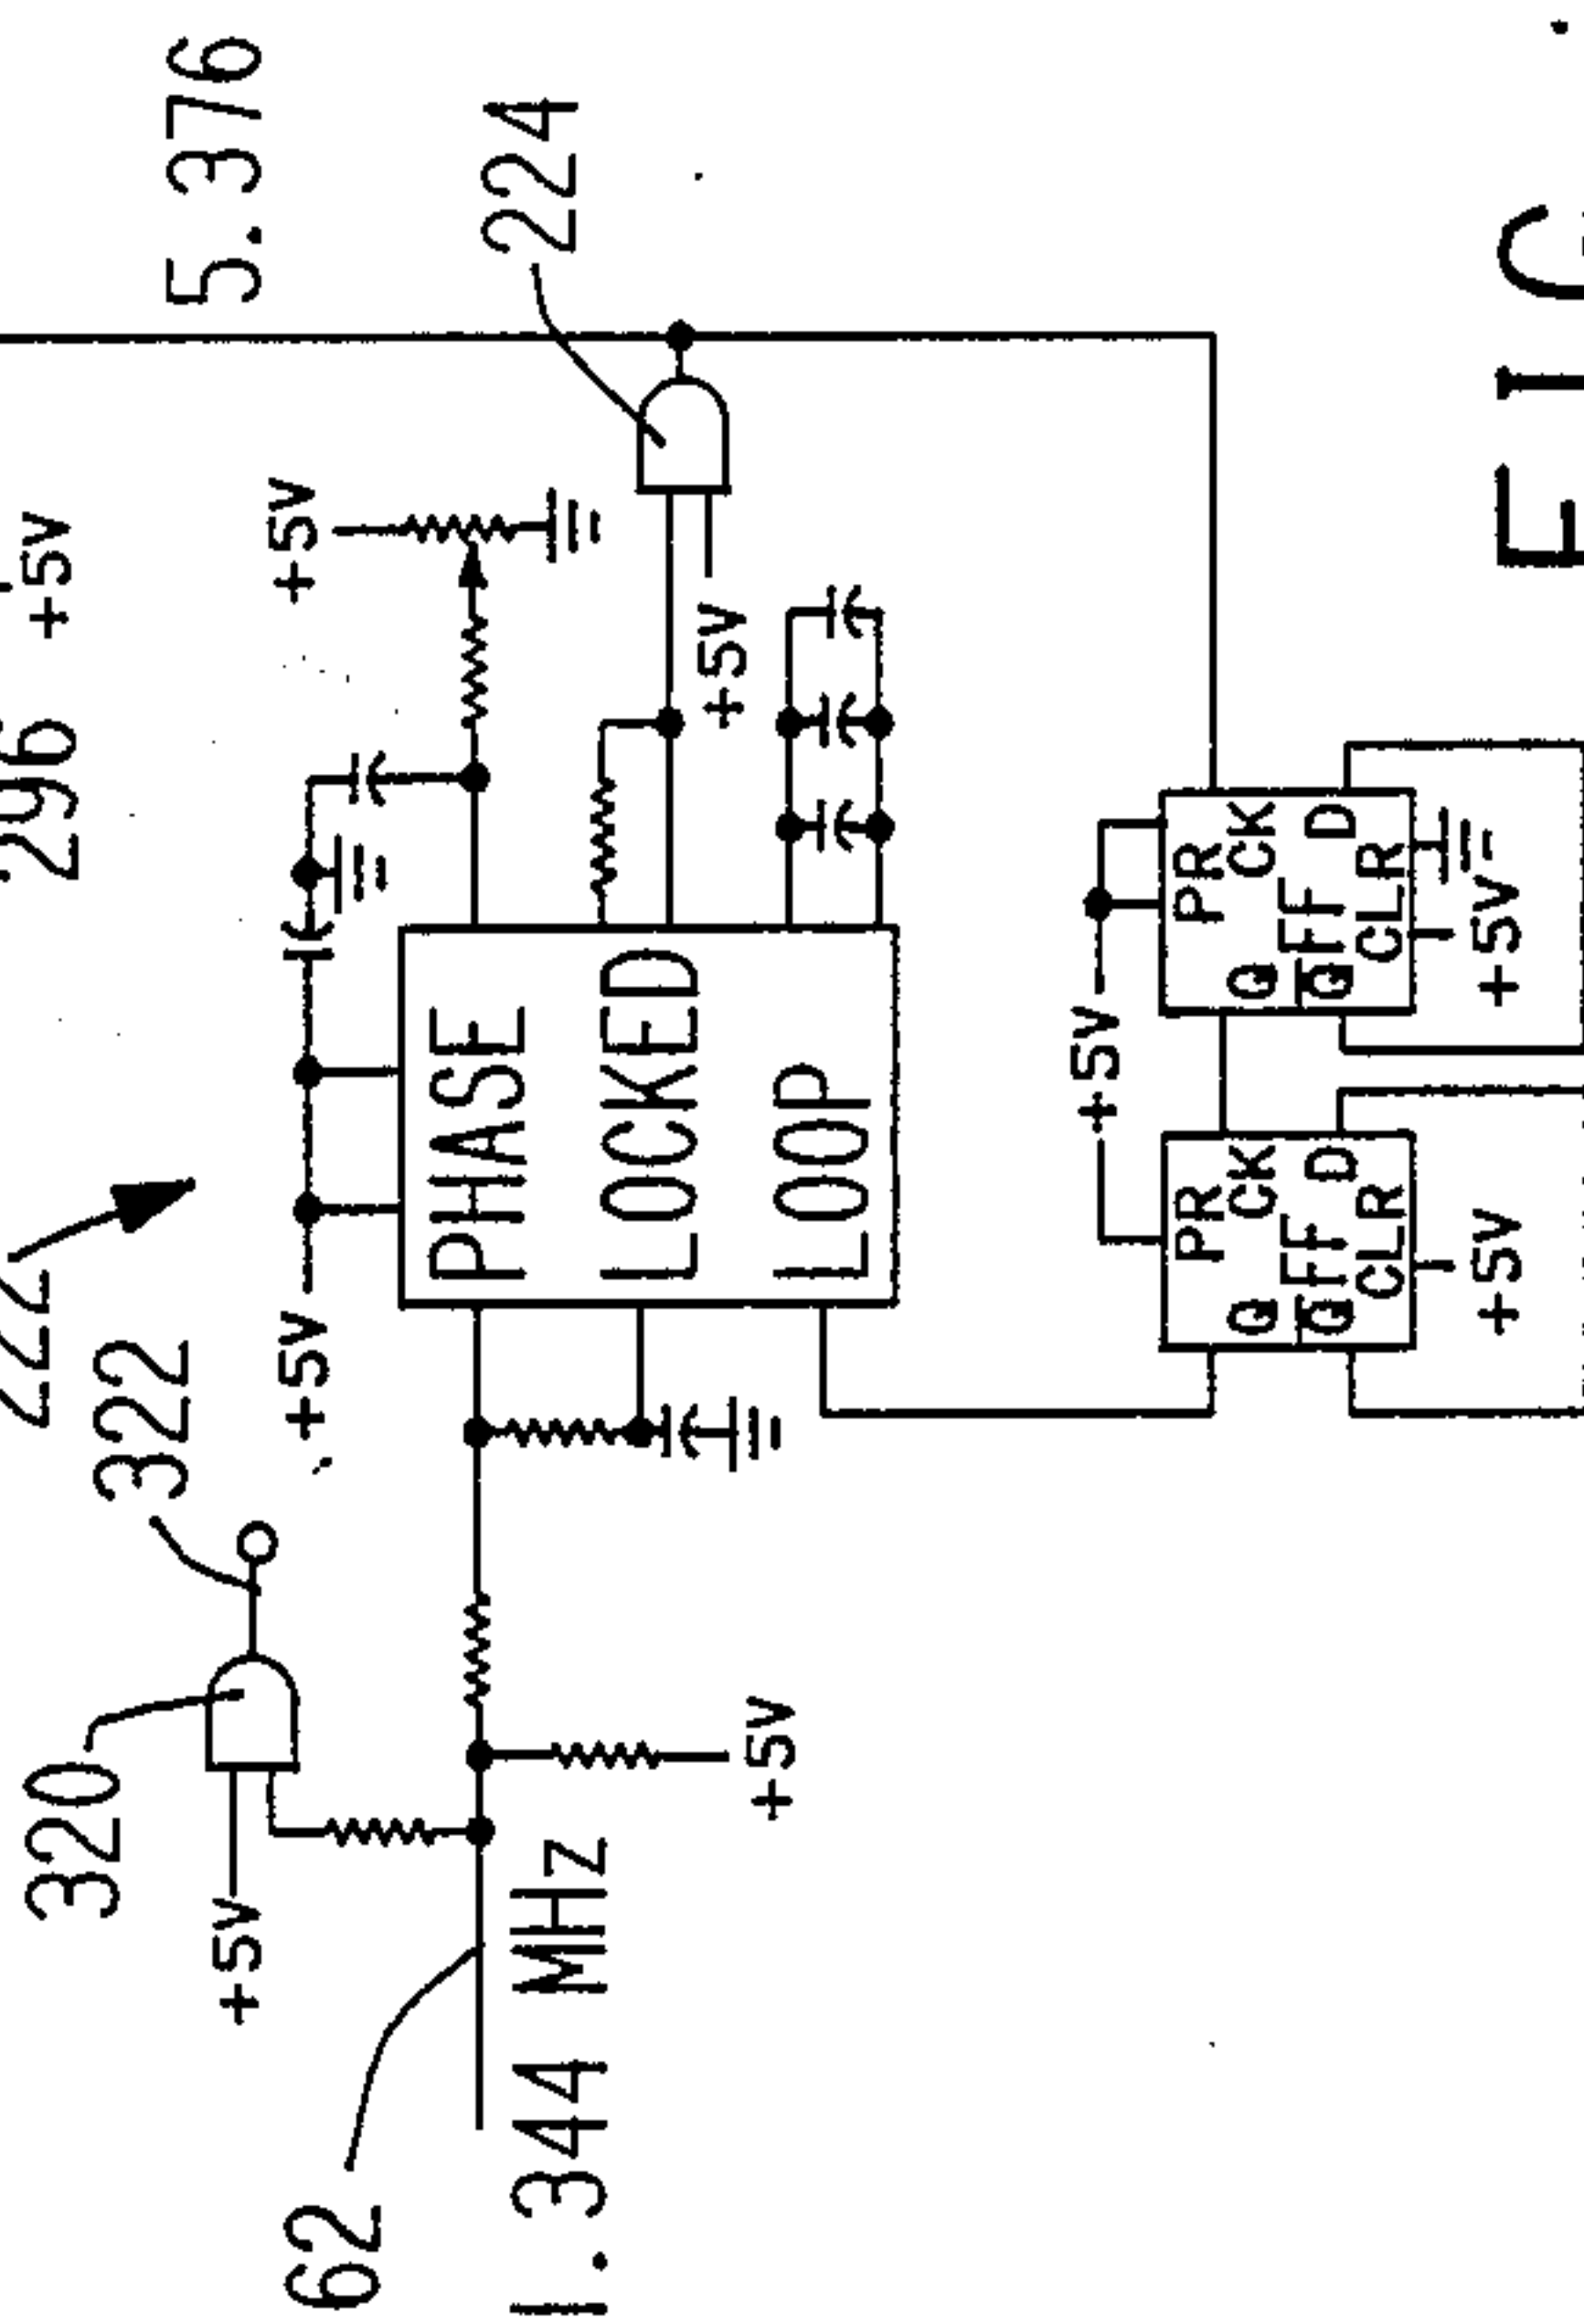 296
+5V
5.376
222
322
+5V
+5V
224
320
+5V
PHASE
LOCKED
LOOP
+5V
62
1.344 MHz
+5V
+5V
PR
CK
Q
FF
D
Q
CLR
+5V
PR
CK
Q
FF
D
Q
CLR
+5V